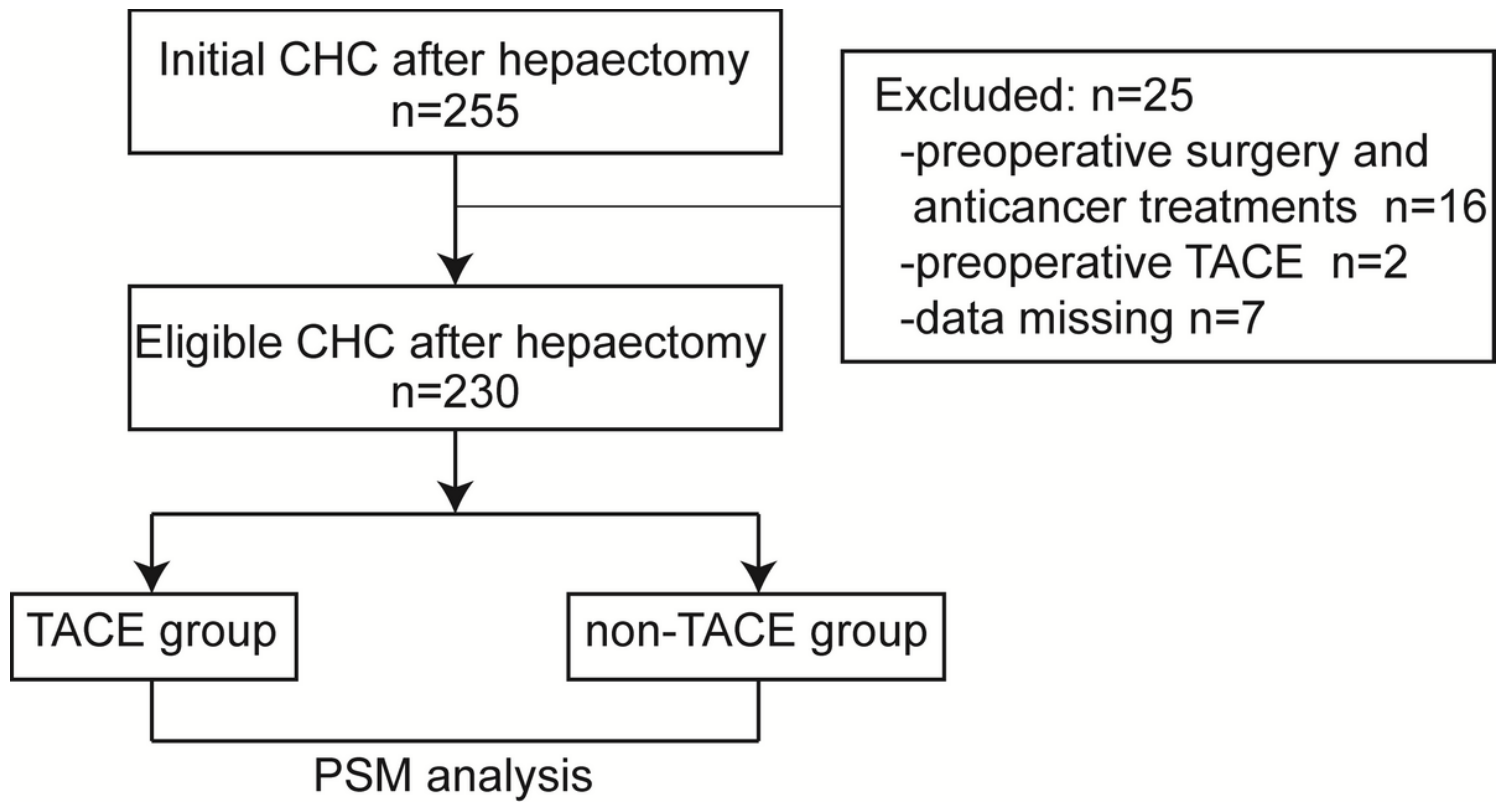 Initial CHC after hepaectomy
n=255
Excluded: n=25
-preoperative surgery and
anticancer treatments n=16
-preoperative TACE n=2
-data missing n=7
Eligible CHC after hepaectomy
n=230
TACE group
non-TACE group
PSM analysis